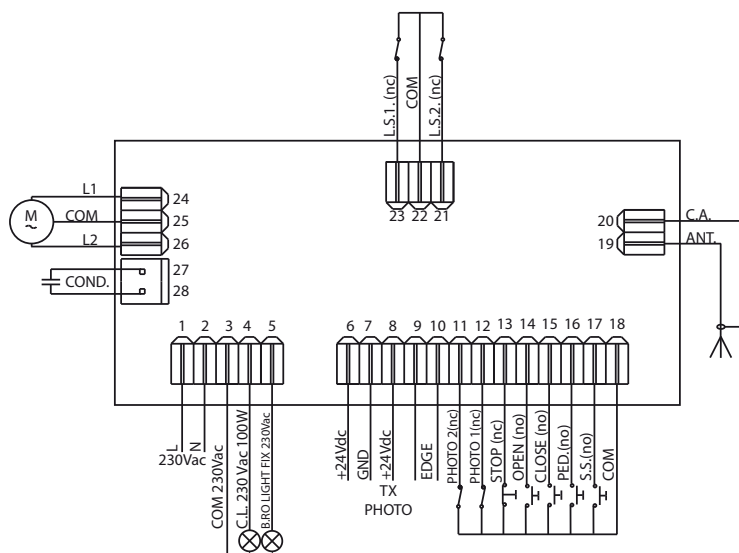 L.S.1. (nc)
COM
L.S.2. (nc)
23 22 21
L1
24
M
~
COM
25
L2
26
27
COND.
28
20
C.A.
19
ANT.
1 2 3 4 5
6 7 8 9 10 11 12 13 14 15 16 17 18
L
N
230Vac
COM 230Vac
C.L. 230 Vac 100W
B.RO LIGHT FIX 230Vac
+24Vdc
GND
+24Vdc
TX
PHOTO
EDGE
PHOTO 2(nc)
PHOTO 1(nc)
STOP (nc)
OPEN (no)
CLOSE (no)
PED.(no)
S.S.(no)
COM